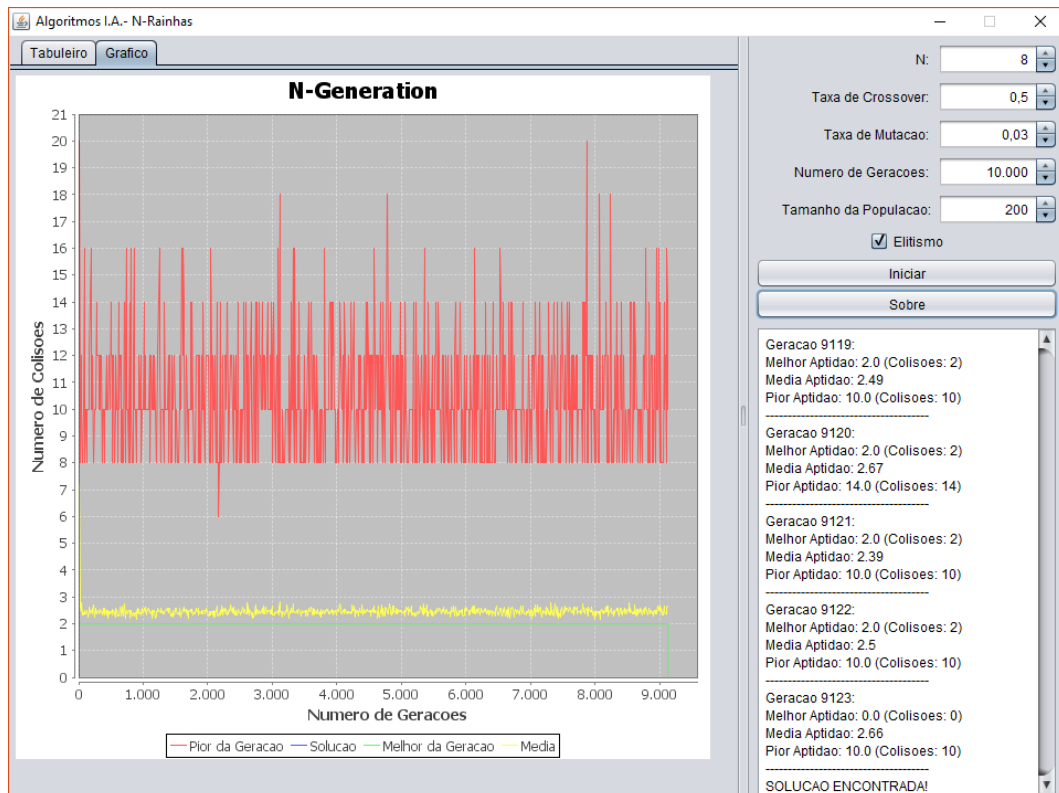 Algoritmos I.A.- N-Rainhas
Tabuleiro
Grafico
N-Generation
Numero de Colisoes
21
20
19
18
17
16
15
14
13
12
11
10
9
8
7
6
5
4
3
2
1
0
0 1.000 2.000 3.000 4.000 5.000 6.000 7.000 8.000 9.000
Numero de Geracoes
Pior da Geracao Solucao Melhor da Geracao Media
N: 8
Taxa de Crossover: 0,5
Taxa de Mutacao: 0,03
Numero de Geracoes: 10.000
Tamanho da Populacao: 200
Elitismo
Iniciar
Sobre
Geracao 9119:
Melhor Aptidao: 2.0 (Colisoes: 2)
Media Aptidao: 2.49
Pior Aptidao: 10.0 (Colisoes: 10)
-------------------------------------
Geracao 9120:
Melhor Aptidao: 2.0 (Colisoes: 2)
Media Aptidao: 2.67
Pior Aptidao: 14.0 (Colisoes: 14)
-------------------------------------
Geracao 9121:
Melhor Aptidao: 2.0 (Colisoes: 2)
Media Aptidao: 2.39
Pior Aptidao: 10.0 (Colisoes: 10)
-------------------------------------
Geracao 9122:
Melhor Aptidao: 2.0 (Colisoes: 2)
Media Aptidao: 2.5
Pior Aptidao: 10.0 (Colisoes: 10)
-------------------------------------
Geracao 9123:
Melhor Aptidao: 0.0 (Colisoes: 0)
Media Aptidao: 2.66
Pior Aptidao: 10.0 (Colisoes: 10)
-------------------------------------
SOLUCAO ENCONTRADA!